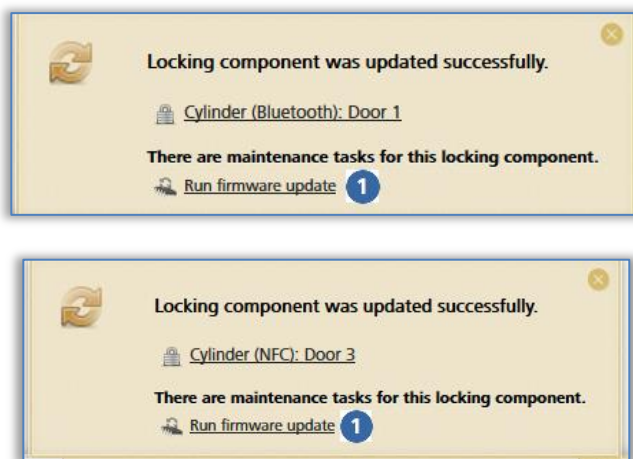 Locking component was updated successfully.
Cylinder (Bluetooth): Door 1
There are maintenance tasks for this locking component.
Run firmware update 1
Locking component was updated successfully.
Cylinder (NFC): Door 3
There are maintenance tasks for this locking component.
Run firmware update 1